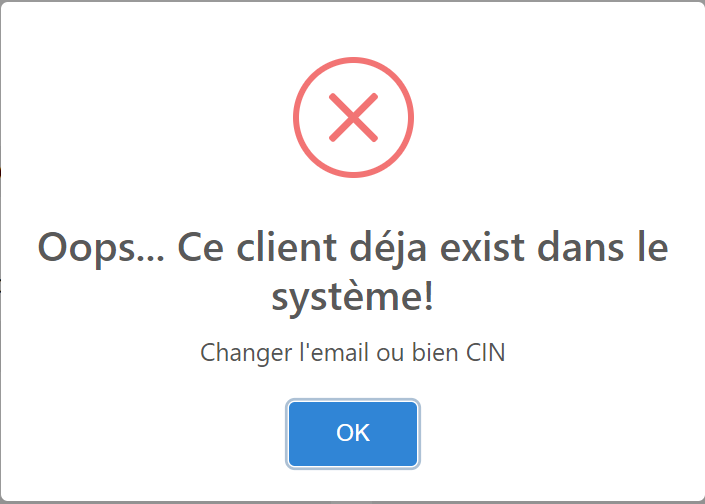 Oops... Ce client déja exist dans le
système!
Changer l'email ou bien CIN
OK